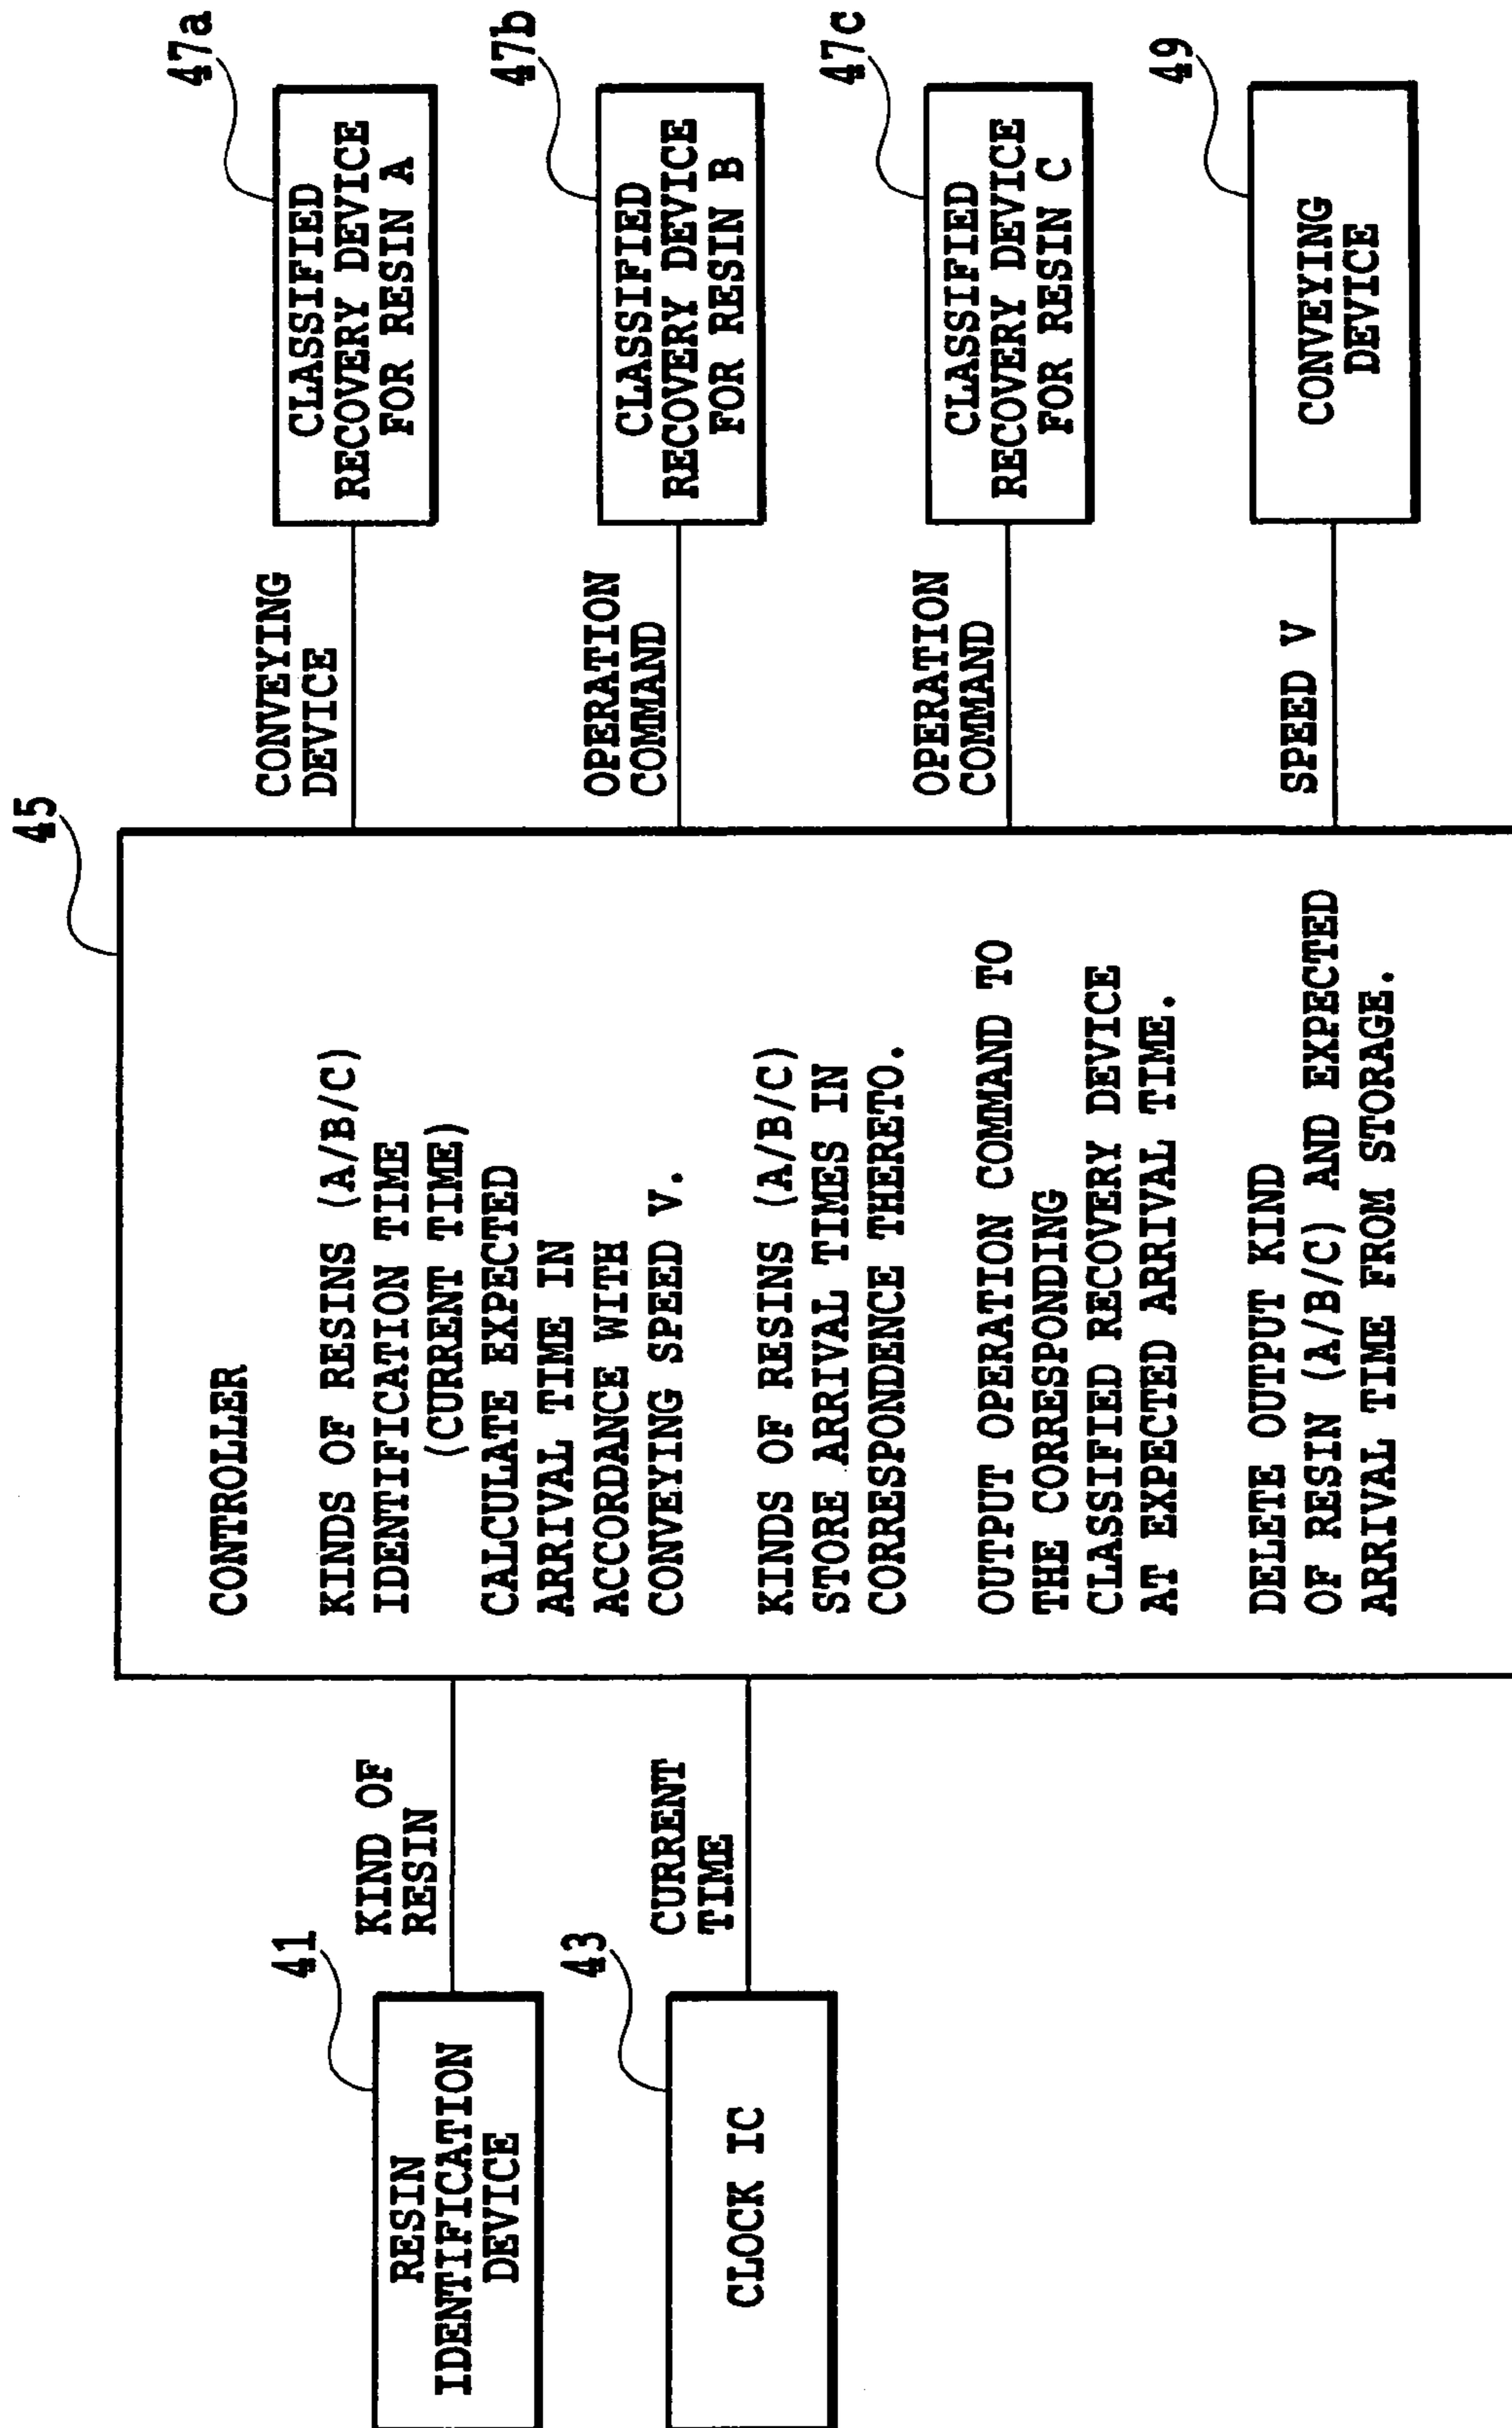 41
RESIN
IDENTIFICATION
DEVICE
KIND OF
RESIN
43
CLOCK IC
CURRENT
TIME
45
CONTROLLER
KINDS OF RESINS (A/B/C)
IDENTIFICATION TIME
(CURRENT TIME)
CALCULATE EXPECTED
ARRIVAL TIME IN
ACCORDANCE WITH
CONVEYING SPEED V.
KINDS OF RESINS (A/B/C)
STORE ARRIVAL TIMES IN
CORRESPONDENCE THERETO.
OUTPUT OPERATION COMMAND TO
THE CORRESPONDING
CLASSIFIED RECOVERY DEVICE
AT EXPECTED ARRIVAL TIME.
DELETE OUTPUT KIND
OF RESIN (A/B/C) AND EXPECTED
ARRIVAL TIME FROM STORAGE.
CONVEYING
DEVICE
47a
CLASSIFIED
RECOVERY DEVICE
FOR RESIN A
OPERATION
COMMAND
47b
CLASSIFIED
RECOVERY DEVICE
FOR RESIN B
OPERATION
COMMAND
47c
CLASSIFIED
RECOVERY DEVICE
FOR RESIN C
SPEED V
49
CONVEYING
DEVICE